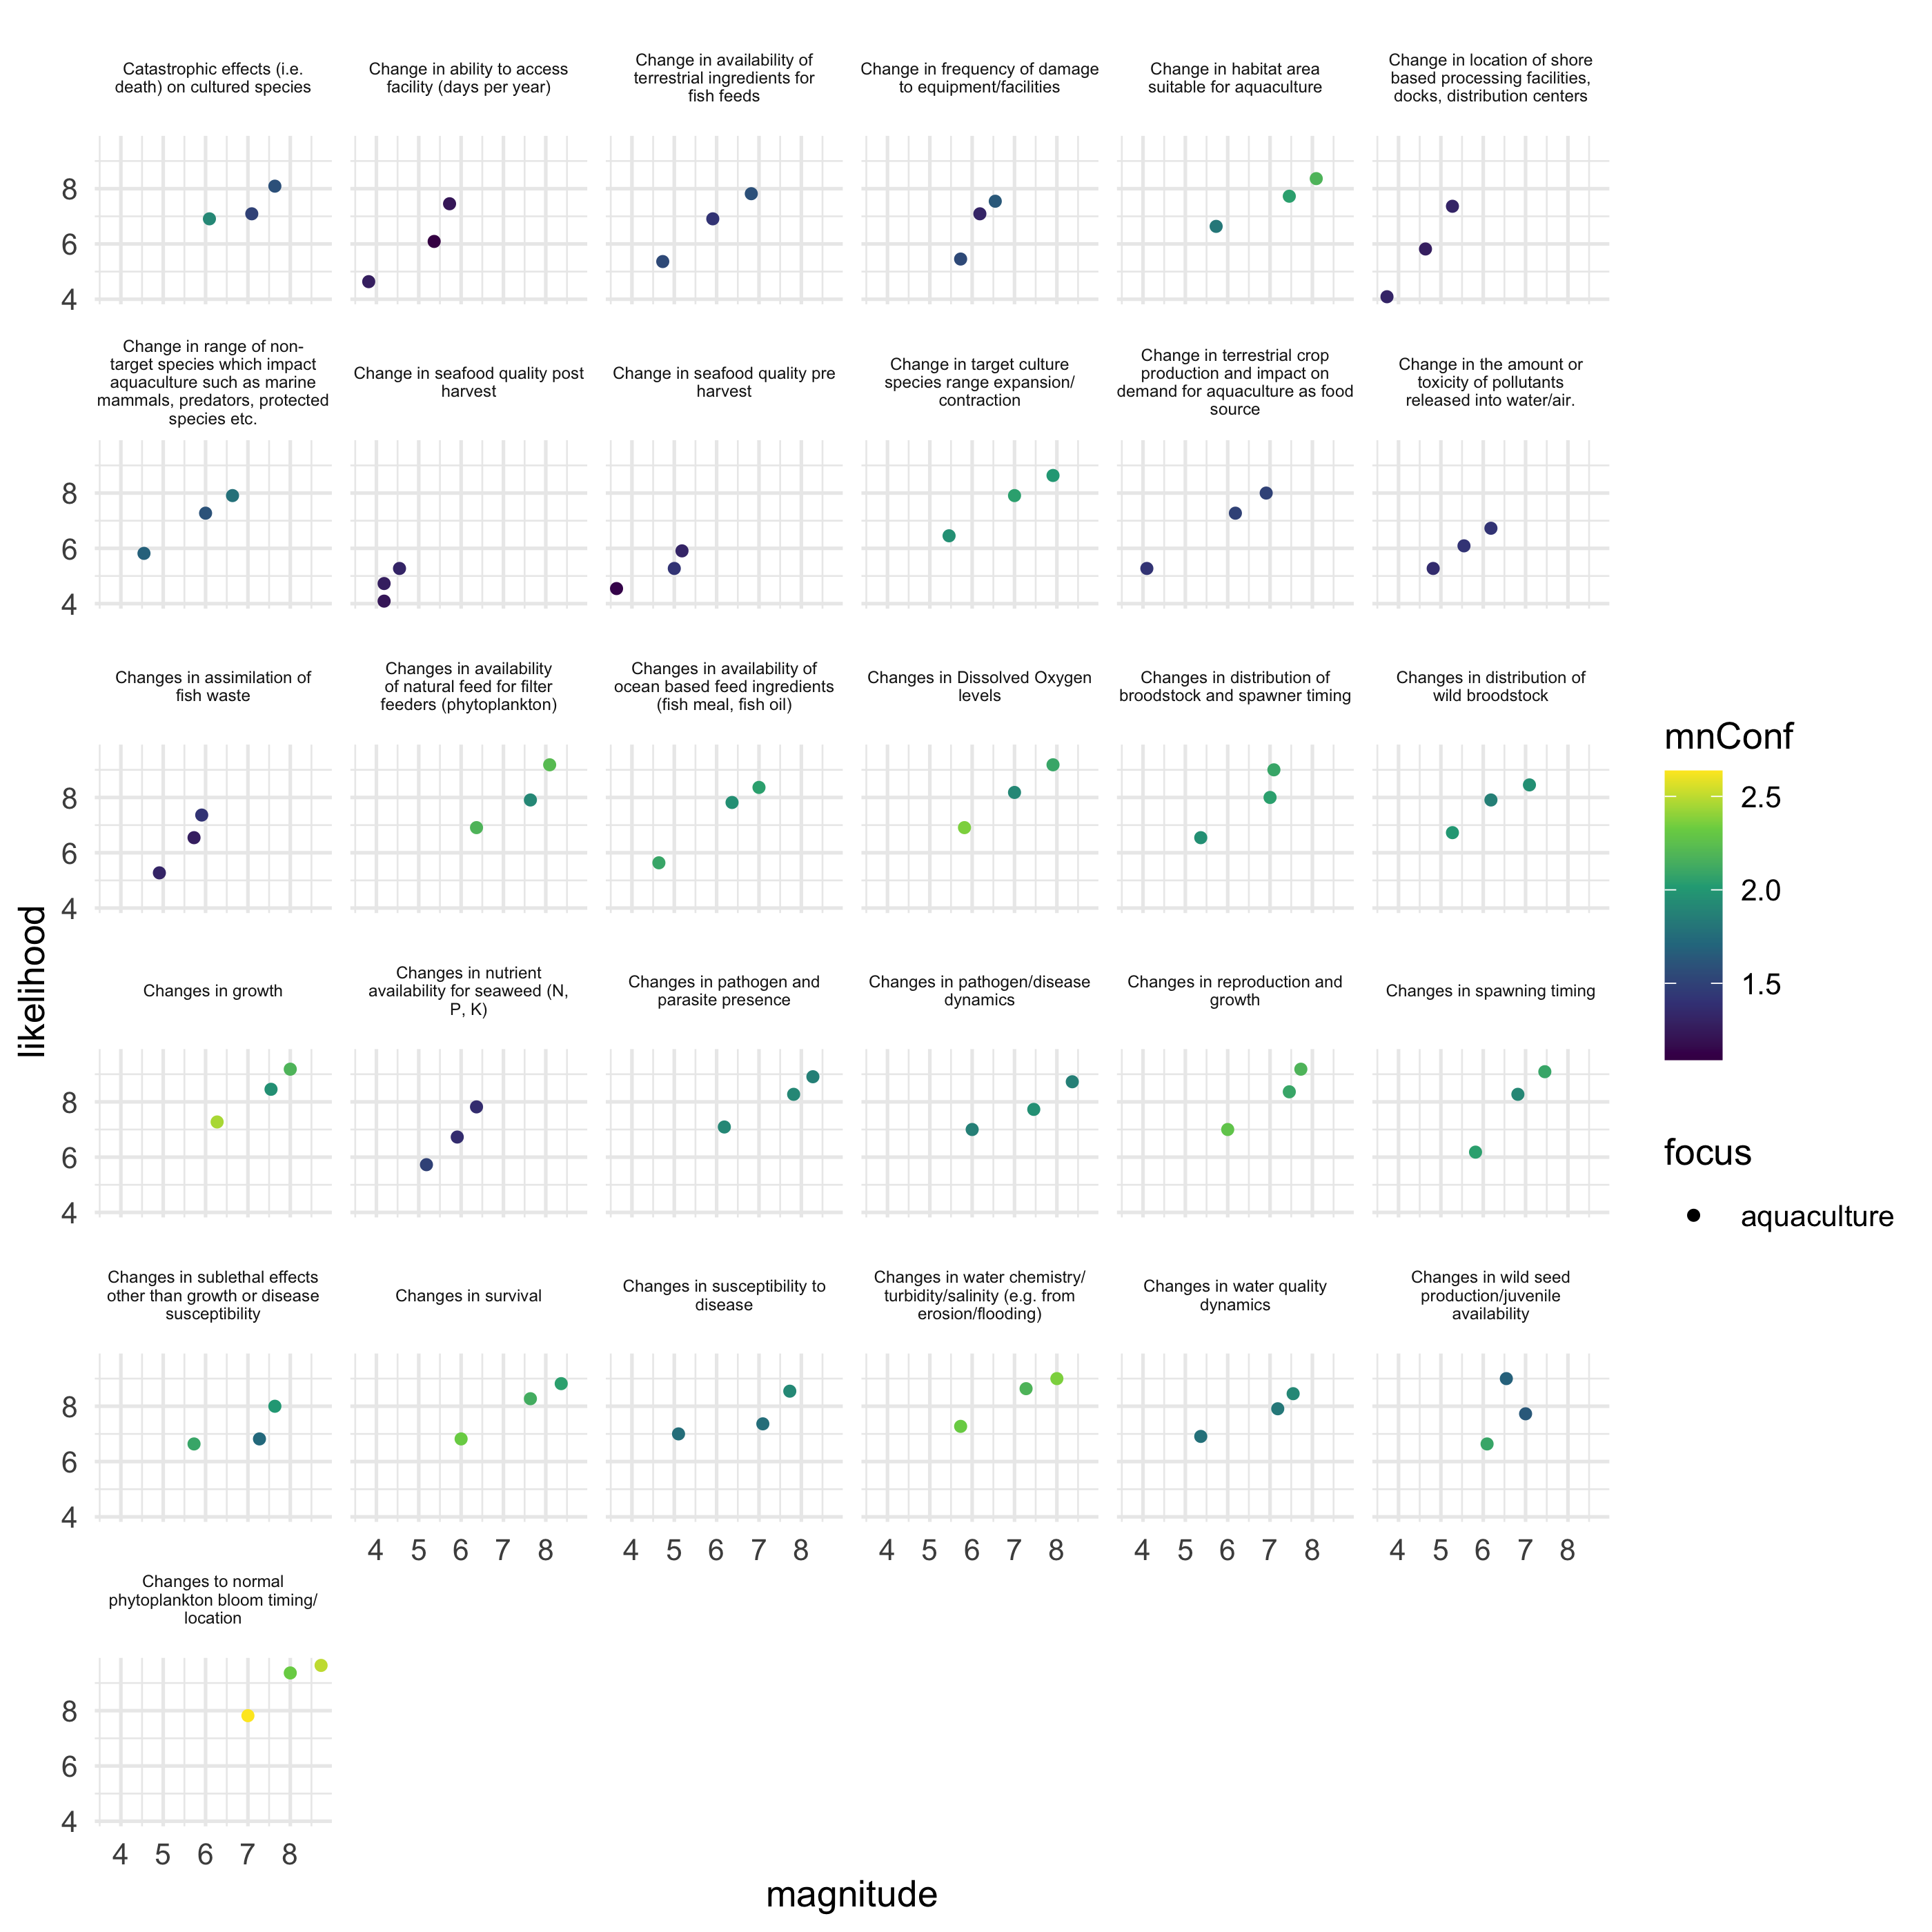 Catastrophic effects (i.e.
death) on cultured species
Change in ability to access
facility (days per year)
Change in availability of
terrestrial ingredients for
fish feeds
Change in frequency of damage
to equipment/facilities
Change in habitat area
suitable for aquaculture
Change in location of shore
based processing facilities,
docks, distribution centers
8
6
4
Change in range of non-
target species which impact
aquaculture such as marine
mammals, predators, protected
species etc.
Change in seafood quality post
harvest
Change in seafood quality pre
harvest
Change in target culture
species range expansion/
contraction
Change in terrestrial crop
production and impact on
demand for aquaculture as food
source
Change in the amount or
toxicity of pollutants
released into water/air.
8
6
4
Changes in assimilation of
fish waste
Changes in availability
of natural feed for filter
feeders (phytoplankton)
Changes in availability of
ocean based feed ingredients
(fish meal, fish oil)
Changes in Dissolved Oxygen
levels
Changes in distribution of
broodstock and spawner timing
Changes in distribution of
wild broodstock
8
6
4
Changes in growth
Changes in nutrient
availability for seaweed (N,
P, K)
Changes in pathogen and
parasite presence
Changes in pathogen/disease
dynamics
Changes in reproduction and
growth
Changes in spawning timing
8
6
4
Changes in sublethal effects
other than growth or disease
susceptibility
Changes in survival
Changes in susceptibility to
disease
Changes in water chemistry/
turbidity/salinity (e.g. from
erosion/flooding)
Changes in water quality
dynamics
Changes in wild seed
production/juvenile
availability
8
6
4
4 5 6 7 8
4 5 6 7 8
4 5 6 7 8
4 5 6 7 8
4 5 6 7 8
Changes to normal
phytoplankton bloom timing/
location
8
6
4
4 5 6 7 8
magnitude
likelihood
mnConf
2.5
2.0
1.5
focus
aquaculture